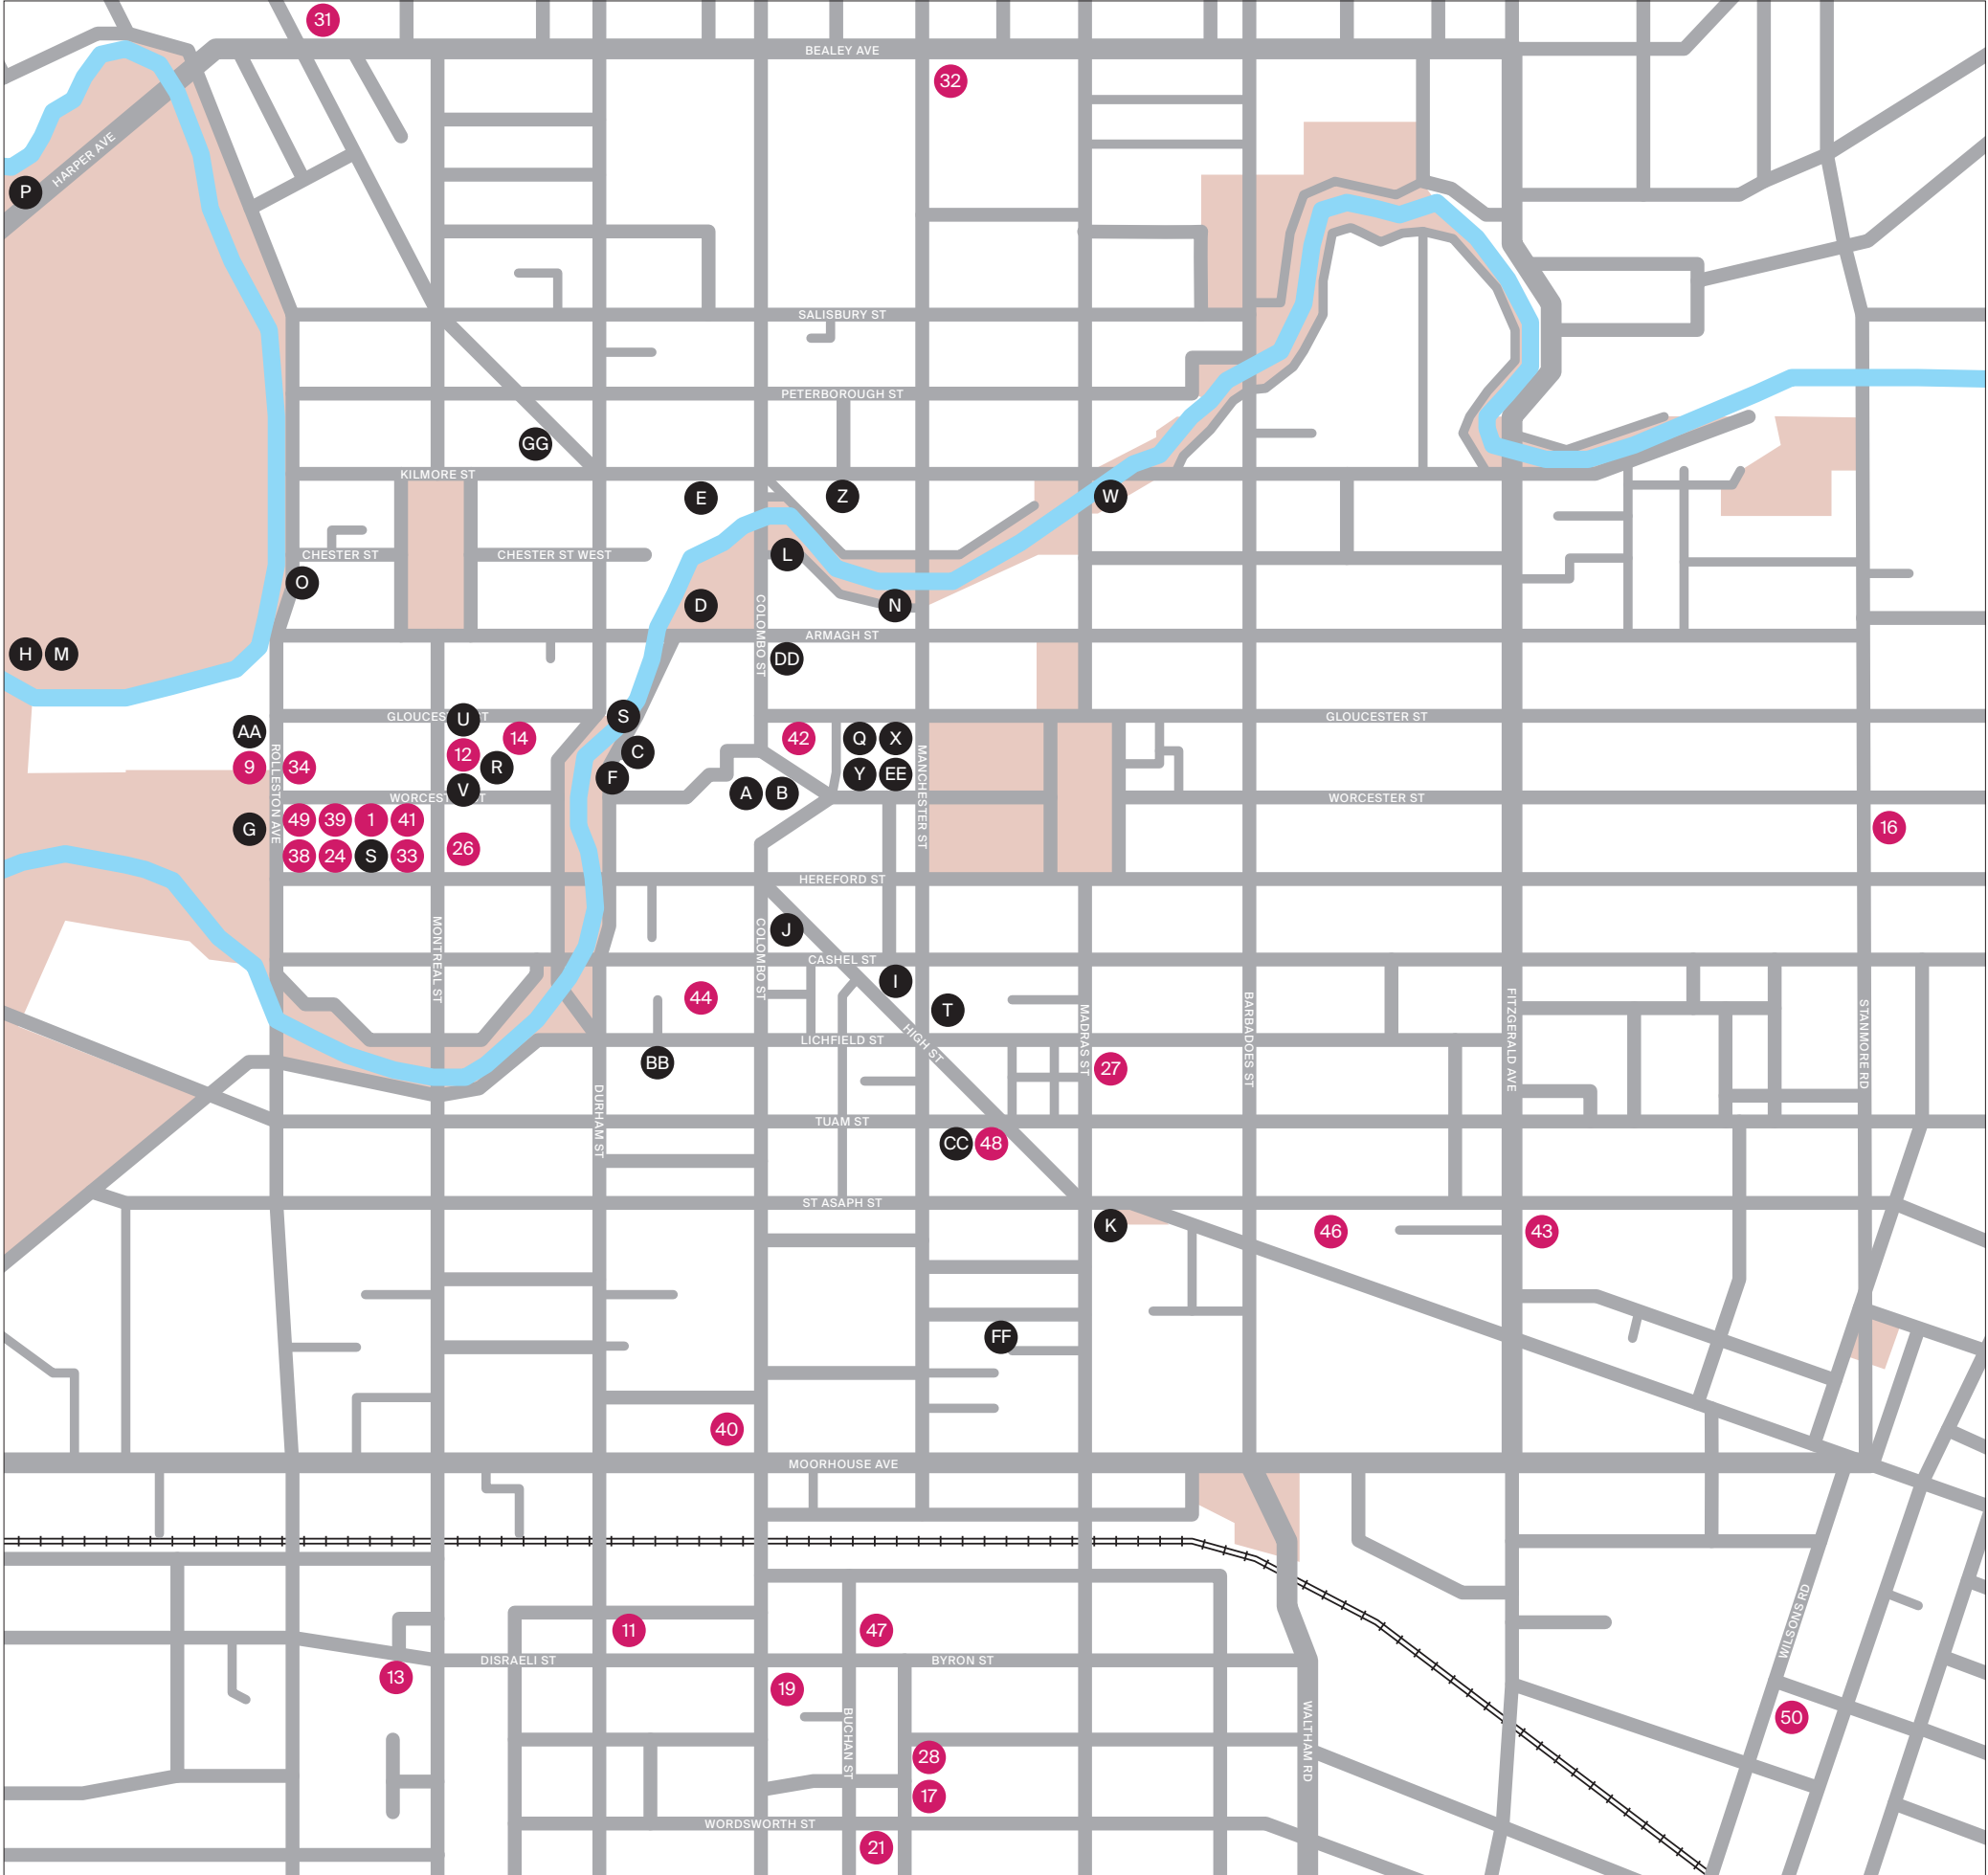 31
BEALEY AVE
32
HARPER AVE
P
SALISBURY ST
PETERBOROUGH ST
GG
KILMORE ST
E
Z
W
CHESTER ST
CHESTER ST WEST
L
O
D
N
COLOMBO ST
ARMAGH ST
H
M
DD
GLOUCES
T
U
S
GLOUCESTER ST
AA
12
14
C
42
Q
X
9
34
R
F
Y
EE
ROLLESTON AVE
MANCHESTER ST
V
WORCES
T
A
B
WORCESTER ST
G
49
39
1
41
16
38
24
S
33
26
HEREFORD ST
J
MONTREAL ST
COLOMBO ST
CASHEL ST
I
44
T
HIGH ST
LICHFIELD ST
MADRAS ST
BARBADOES ST
FITZGERALD AVE
STANMORE RD
BB
27
DURHAM ST
TUAM ST
CC
48
ST ASAPH ST
K
46
43
FF
40
MOORHOUSE AVE
11
47
WILSONS RD
DISRAELI ST
BYRON ST
13
19
BUCHAN ST
WALTHAM RD
50
28
17
WORDSWORTH ST
21